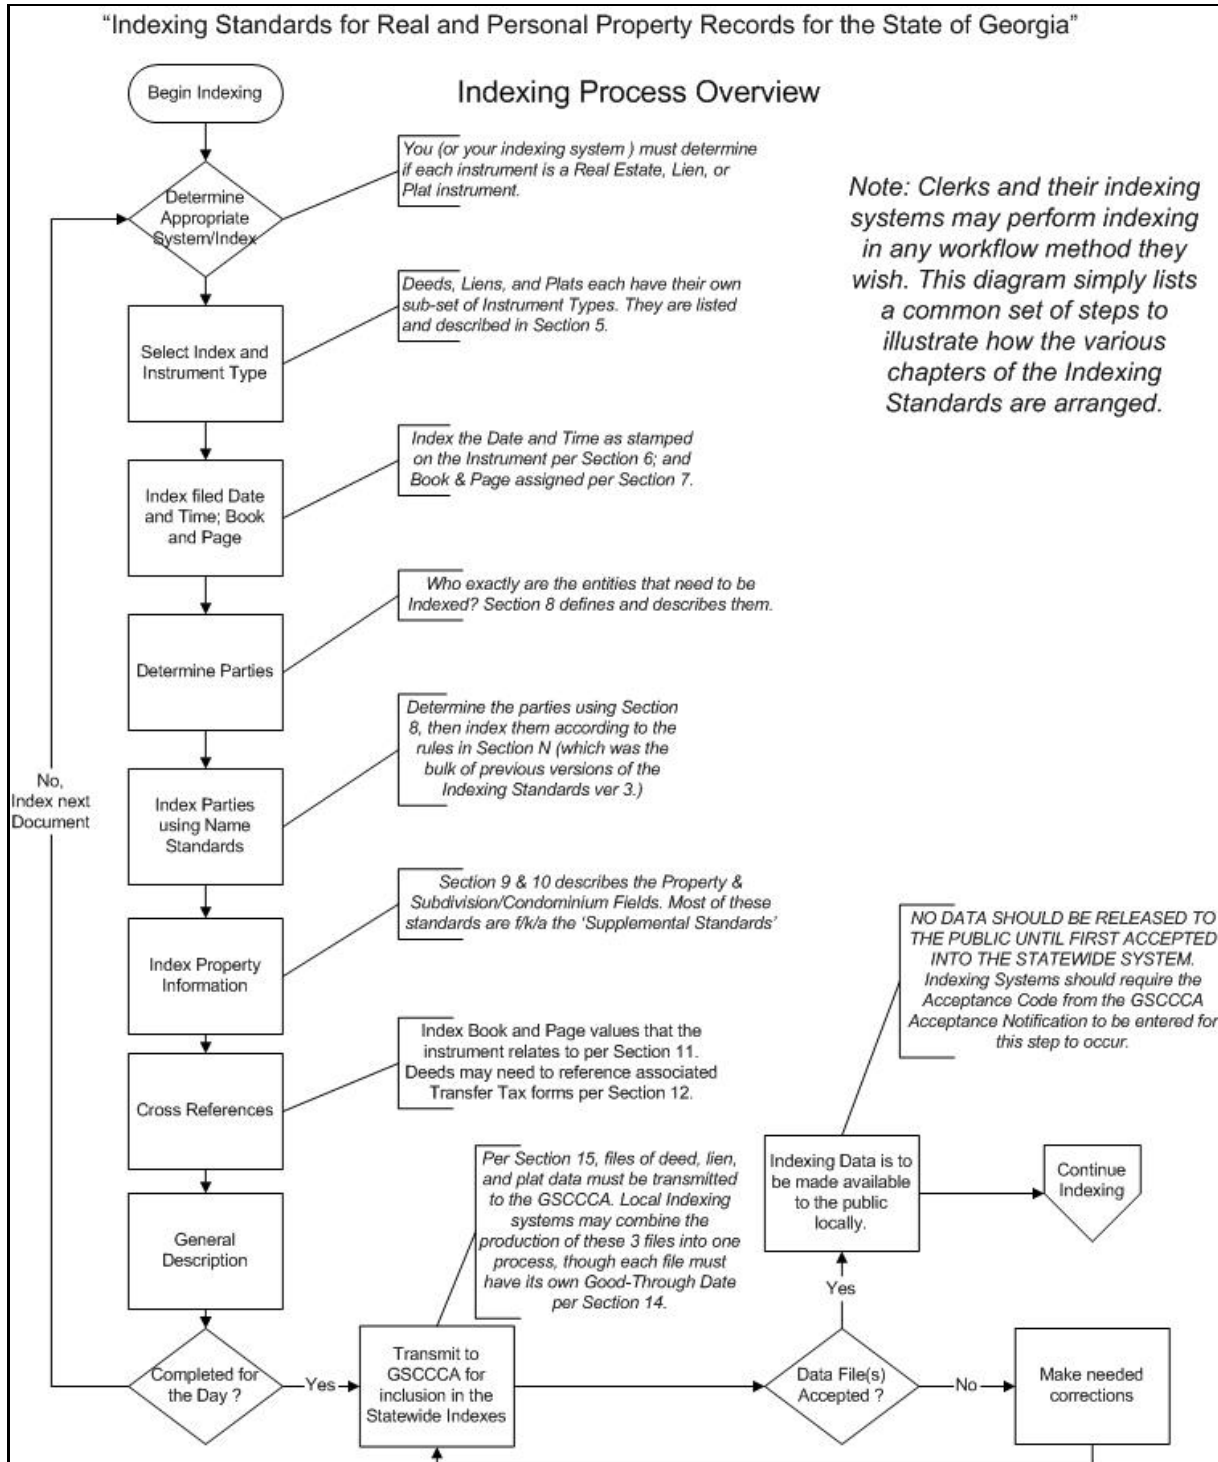 "Indexing Standards for Real and Personal Property Records for the State of Georgia"
Indexing Process Overview
Begin Indexing
You (or your indexing system ) must determine
if each instrument is a Real Estate, Lien, or
Plat instrument.
Note: Clerks and their indexing
systems may perform indexing
in any workflow method they
wish. This diagram simply lists
a common set of steps to
illustrate how the various
chapters of the Indexing
Standards are arranged.
Determine
Appropriate
System/Index
Deeds, Liens, and Plats each have their own
sub-set of Instrument Types. They are listed
and described in Section 5.
Select Index and
Instrument Type
Index the Date and Time as stamped
on the Instrument per Section 6; and
Book & Page assigned per Section 7.
Index filed Date
and Time; Book
and Page
Who exactly are the entities that need to be
Indexed? Section 8 defines and describes them.
Determine Parties
Determine the parties using Section
8, then index them according to the
rules in Section N (which was the
bulk of previous versions of the
Indexing Standards ver 3.)
No,
Index next
Document
Index Parties
using Name
Standards
Section 9 & 10 describes the Property &
Subdivision/Condominium Fields. Most of these
standards are f/k/a the 'Supplemental Standards'
Index Property
Information
NO DATA SHOULD BE RELEASED TO
THE PUBLIC UNTIL FIRST ACCEPTED
INTO THE STATEWIDE SYSTEM.
Indexing Systems should require the
Acceptance Code from the GSCCCA
Acceptance Notification to be entered for
this step to occur.
Index Book and Page values that the
instrument relates to per Section 11.
Deeds may need to reference associated
Transfer Tax forms per Section 12.
Cross References
Per Section 15, files of deed, lien,
and plat data must be transmitted
to the GSCCCA. Local Indexing
systems may combine the
production of these 3 files into one
process, though each file must
have its own Good-Through Date
per Section 14.
Indexing Data is to
be made available
to the public
locally.
Continue
Indexing
General
Description
Yes
Completed for
the Day ?
Yes
Transmit to
GSCCCA for
inclusion in the
Statewide Indexes
Data File(s)
Accepted ?
No
Make needed
corrections